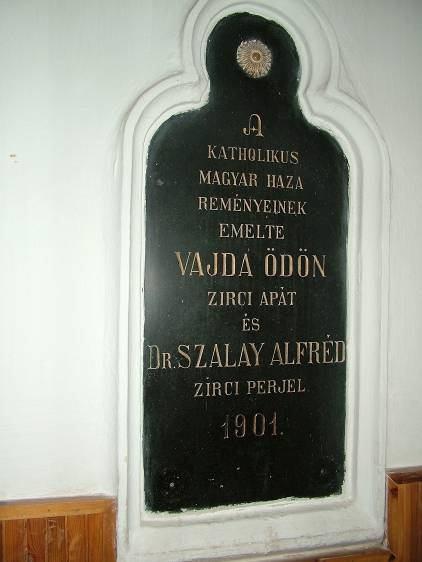 A
KATHOLIKUS
MAGYAR HAZA
REMÉNYEINEK
EMELTE
VAJDA ÖDÖN
ZIRCI APÁT
ÉS
DR. SZALAY ALFRÉD
ZIRCI PERJEL
1901.